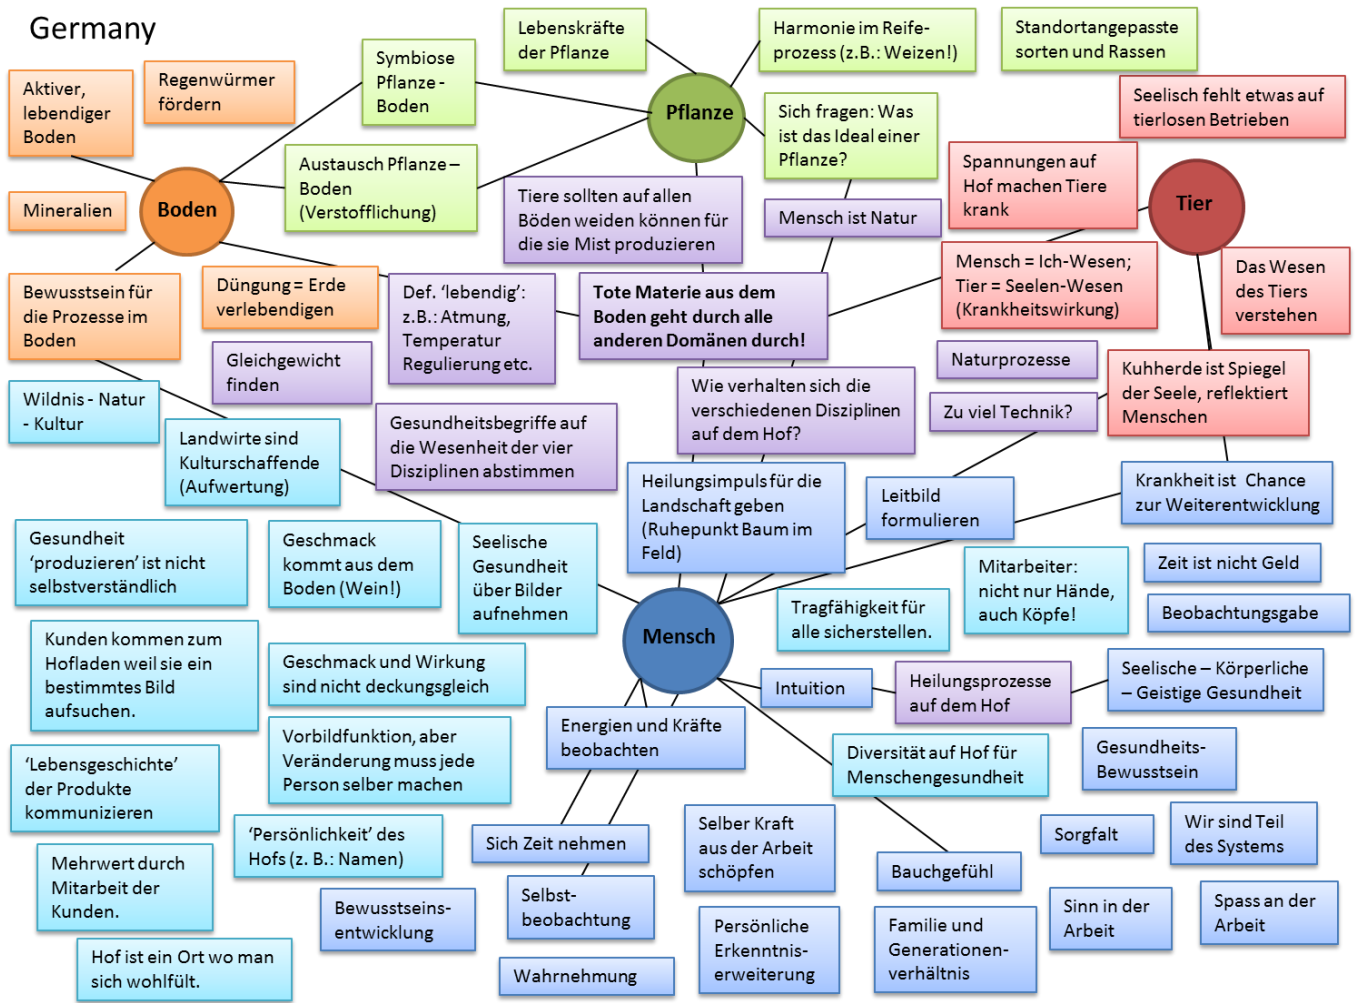 Germany
Aktiver,
lebendiger
Boden
Regenwürmer
fördern
Symbiose
Pflanze -
Boden
Lebenskräfte
der Pflanze
Harmonie im Reife-
prozess (z.B.: Weizen!)
Standortangepasste
sorten und Rassen
Pflanze
Sich fragen: Was
ist das Ideal einer
Pflanze?
Seelisch fehlt etwas auf
tierlosen Betrieben
Austausch Pflanze –
Boden
(Verstofflichung)
Spannungen auf
Hof machen Tiere
krank
Tier
Mineralien
Boden
Tiere sollten auf allen
Böden weiden können für
die sie Mist produzieren
Mensch ist Natur
Mensch = Ich-Wesen;
Tier = Seelen-Wesen
(Krankheitswirkung)
Das Wesen
des Tiers
verstehen
Bewusstsein für
die Prozesse im
Boden
Düngung = Erde
verlebendigen
Def. ‘lebendig’:
z.B.: Atmung,
Temperatur
Regulierung etc.
Tote Materie aus dem
Boden geht durch alle
anderen Domänen durch!
Gleichgewicht
finden
Naturprozesse
Kuhherde ist Spiegel
der Seele, reflektiert
Menschen
Wildnis - Natur
- Kultur
Wie verhalten sich die
verschiedenen Disziplinen
auf dem Hof?
Zu viel Technik?
Landwirte sind
Kulturschaffende
(Aufwertung)
Gesundheitsbegriffe auf
die Wesenheit der vier
Disziplinen abstimmen
Heilungsimpuls für die
Landschaft geben
(Ruhepunkt Baum im
Feld)
Leitbild
formulieren
Krankheit ist Chance
zur Weiterentwicklung
Gesundheit
‘produzieren’ ist nicht
selbstverständlich
Geschmack
kommt aus dem
Boden (Wein!)
Seelische
Gesundheit
über Bilder
aufnehmen
Mitarbeiter:
nicht nur Hände,
auch Köpfe!
Zeit ist nicht Geld
Beobachtungsgabe
Tragfähigkeit für
alle sicherstellen.
Mensch
Kunden kommen zum
Hofladen weil sie ein
bestimmtes Bild
aufsuchen.
Geschmack und Wirkung
sind nicht deckungsgleich
Intuition
Heilungsprozesse
auf dem Hof
Seelische – Körperliche
– Geistige Gesundheit
Energien und Kräfte
beobachten
Vorbildfunktion, aber
Veränderung muss jede
Person selber machen
Diversität auf Hof für
Menschengesundheit
Gesundheits-
Bewusstsein
‘Lebensgeschichte’
der Produkte
kommunizieren
‘Persönlichkeit’ des
Hofs (z. B.: Namen)
Sich Zeit nehmen
Selber Kraft
aus der Arbeit
schöpfen
Sorgfalt
Wir sind Teil
des Systems
Mehrwert durch
Mitarbeit der
Kunden.
Bauchgefühl
Bewusstseins-
entwicklung
Selbst-
beobachtung
Persönliche
Erkenntnis-
erweiterung
Familie und
Generationen-
verhältnis
Sinn in der
Arbeit
Spass an der
Arbeit
Hof ist ein Ort wo man
sich wohlfült.
Wahrnehmung